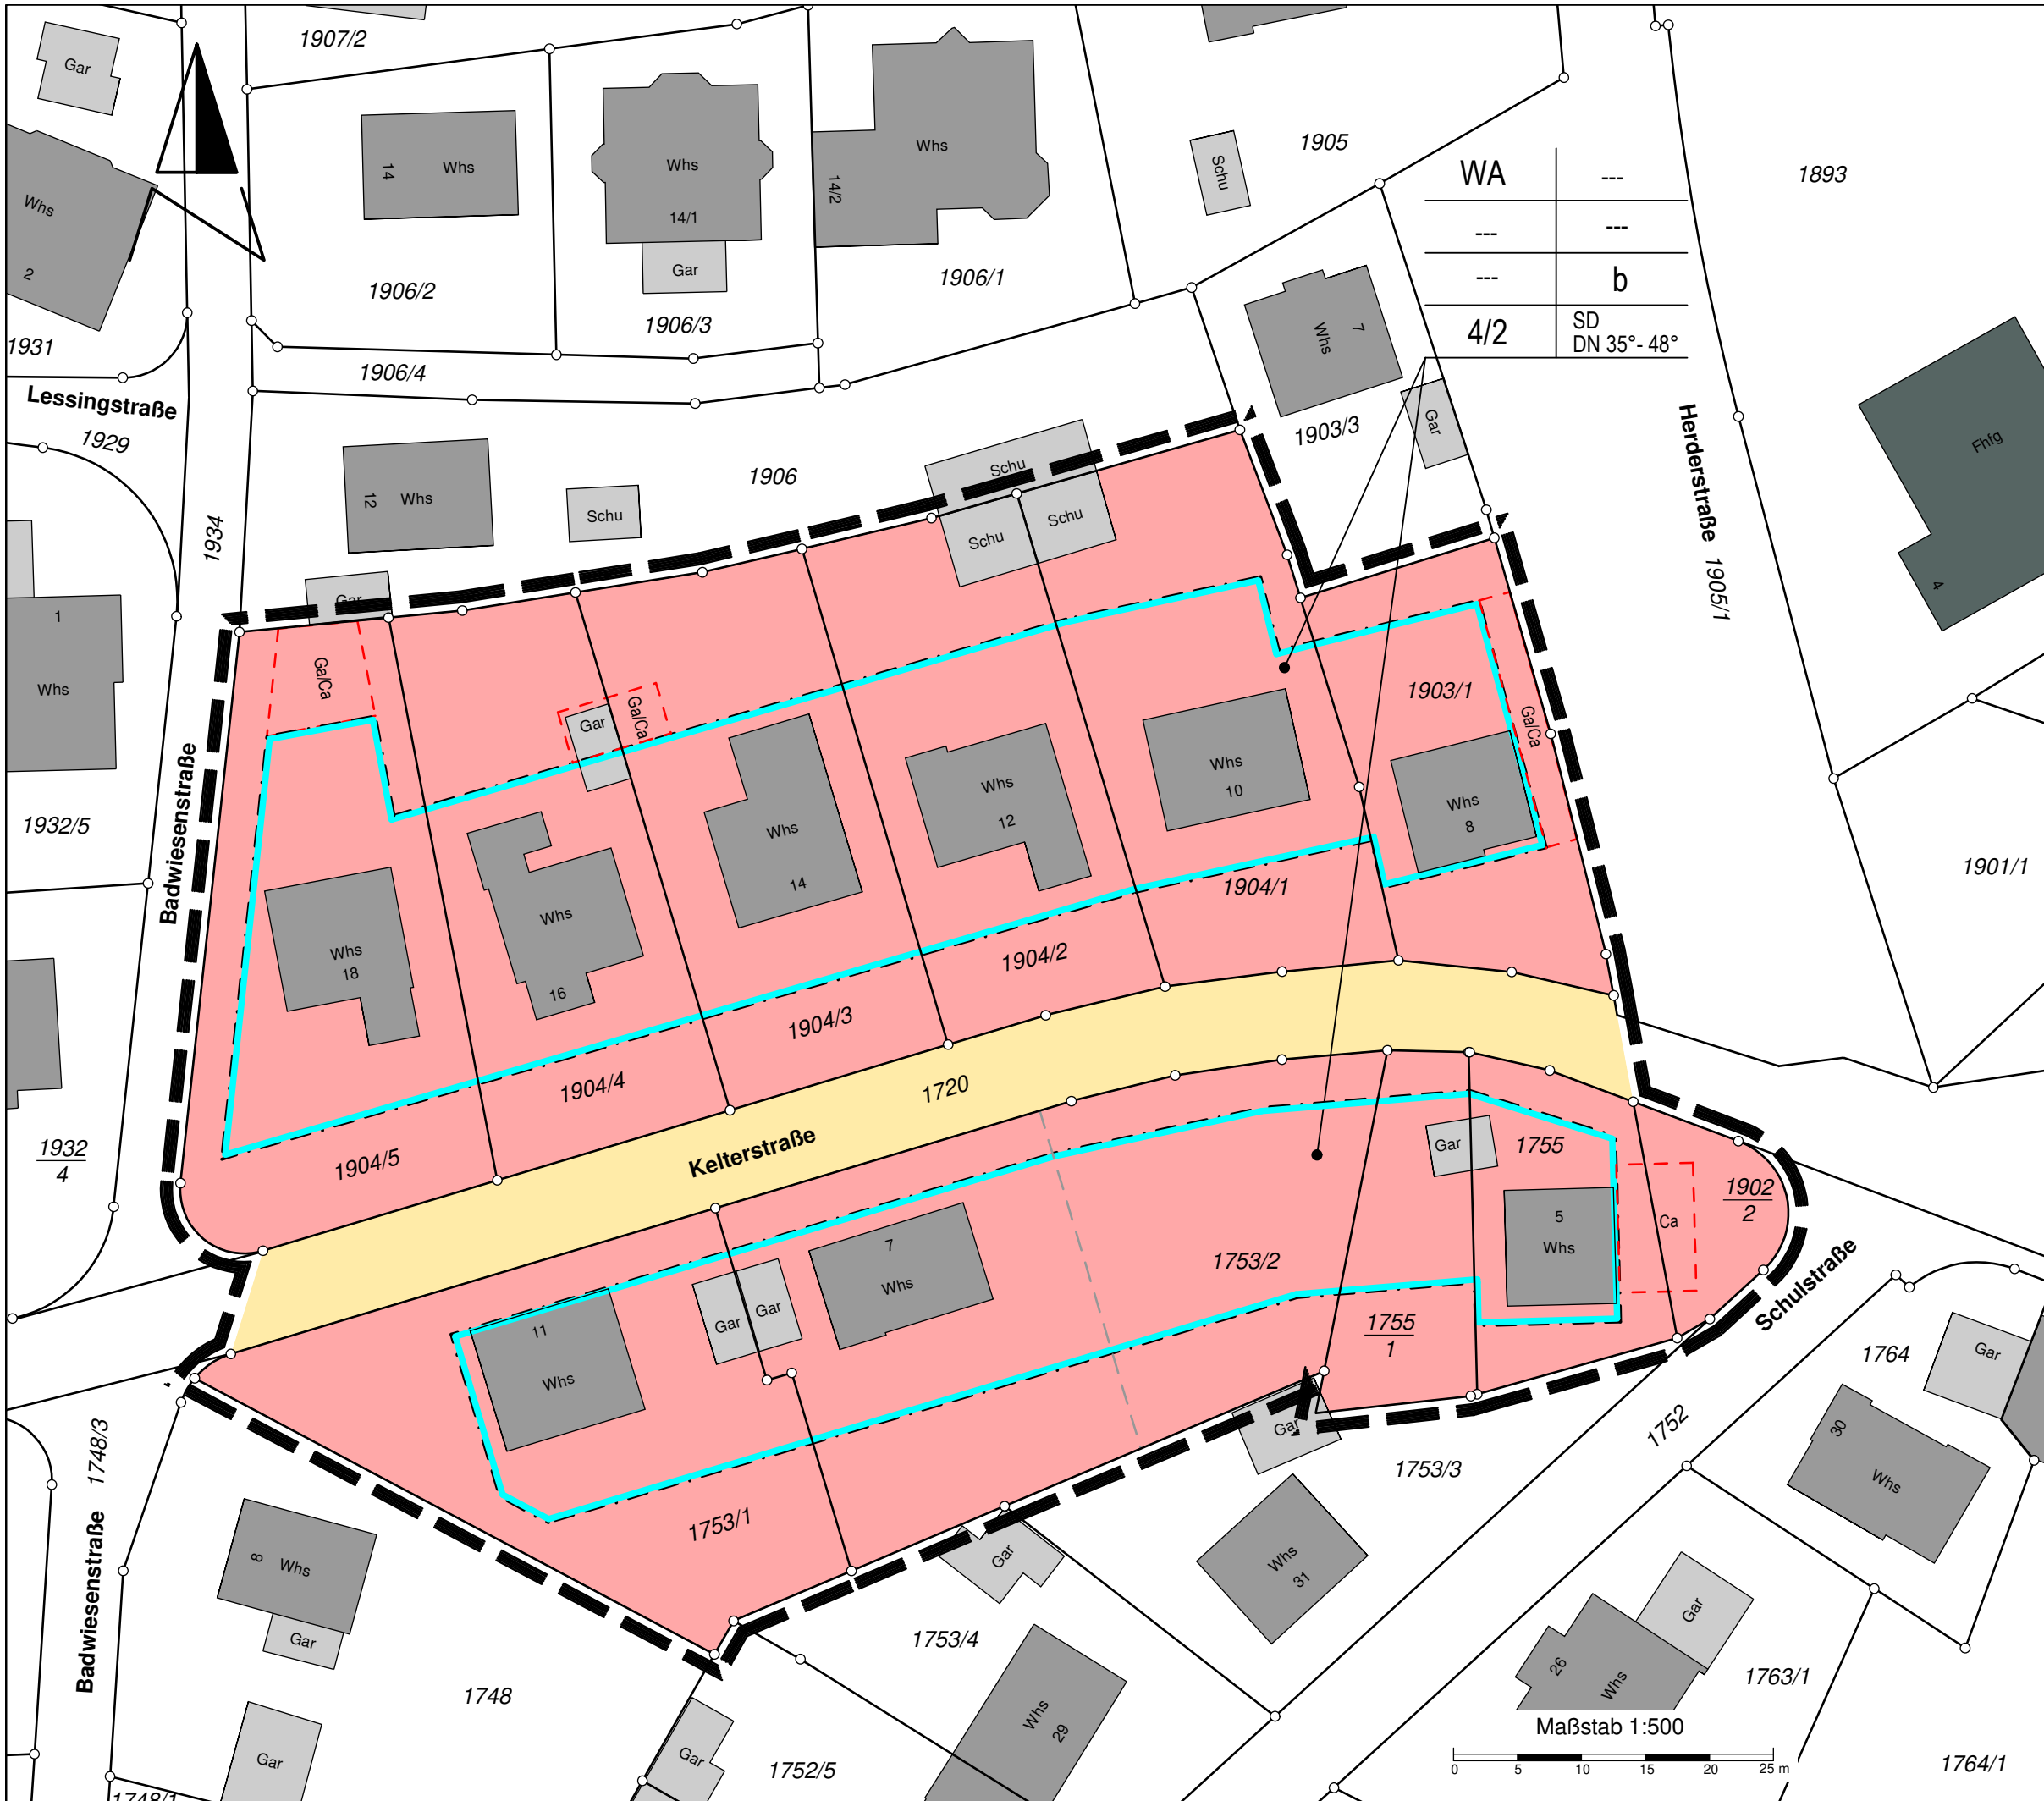 1907/2
Gar
1905
1893
WA
---
---
---
---
b
4/2
SD
DN 35°- 48°
14
Whs
Whs
14/1
Gar
14/2
Whs
Schu
Whs
2
1906/2
1906/3
1906/1
1931
1906/4
Lessingstraße
1929
Whs
7
1903/3
Gar
Herderstraße
1905/1
Fhfg
4
12
Whs
Schu
1906
Schu
Schu
Schu
1934
Gar
1
Whs
Ga/Ca
Gar
Ga/Ca
1903/1
Ga/Ca
Badwiesenstraße
1932/5
Whs
18
Whs
16
Whs
14
Whs
12
Whs
10
Whs
8
1904/1
1901/1
1904/2
1904/3
1904/4
1904/5
1720
Kelterstraße
1932
4
Gar
1755
1902
2
Ca
5
Whs
7
Whs
Gar
Gar
1753/2
11
Whs
1755
1
Schulstraße
1764
Gar
1752
30
Whs
Gar
1753/3
1753/1
1748/3
Badwiesenstraße
8
Whs
Gar
Gar
Whs
31
1753/4
1748
Gar
26
Whs
1763/1
Whs
29
Gar
1752/5
Gar
1748/1
Maßstab 1:500
0 5 10 15 20 25 m
1764/1